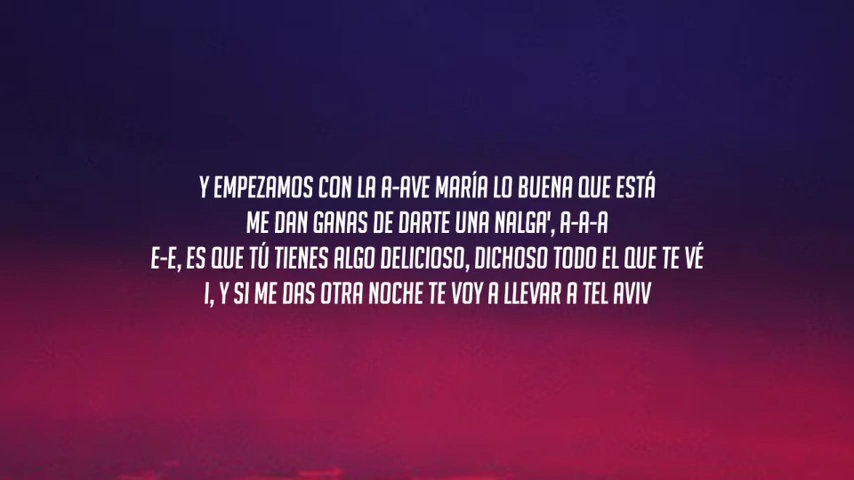 Y EMPEZAMOS CON LA A-AVE MARÍA LO BUENA QUE ESTÁ
ME DAN GANAS DE DARTE UNA NALGA', A-A-A
E-E, ES QUE TÚ TIENES ALGO DELICIOSO, DICHOSO TODO EL QUE TE VÉ
I, Y SI ME DAS OTRA NOCHE TE VOY A LLEVAR A TEL AVIV